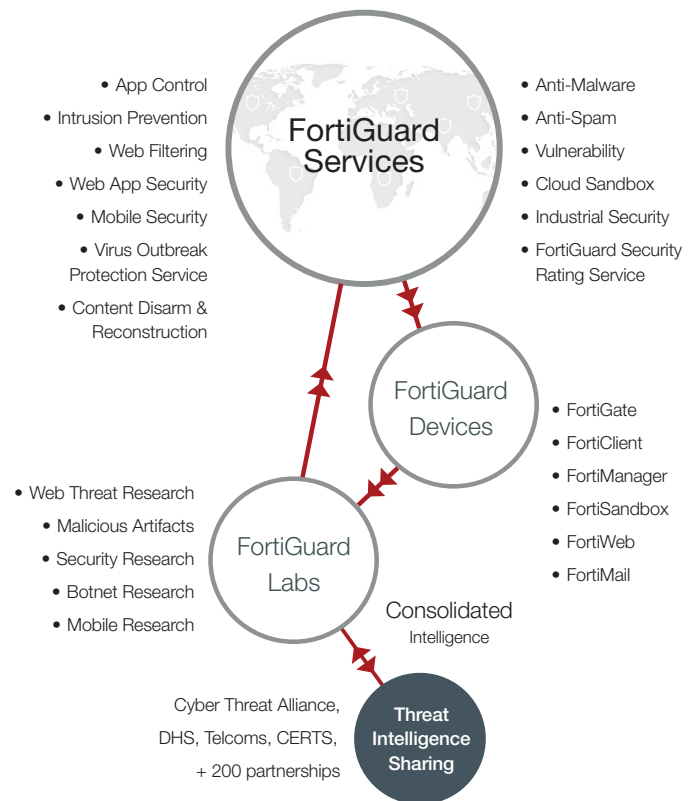 FortiGuard
Services
• App Control
• Intrusion Prevention
• Web Filtering
• Web App Security
• Mobile Security
• Virus Outbreak
Protection Service
• Content Disarm &
Reconstruction
• Anti-Malware
• Anti-Spam
• Vulnerability
• Cloud Sandbox
• Industrial Security
• FortiGuard Security
Rating Service
FortiGuard
Devices
• FortiGate
• FortiClient
• FortiManager
• FortiSandbox
• FortiWeb
• FortiMail
• Web Threat Research
• Malicious Artifacts
• Security Research
• Botnet Research
• Mobile Research
FortiGuard
Labs
Consolidated
Intelligence
Cyber Threat Alliance,
DHS, Telcoms, CERTS,
+ 200 partnerships
Threat
Intelligence
Sharing